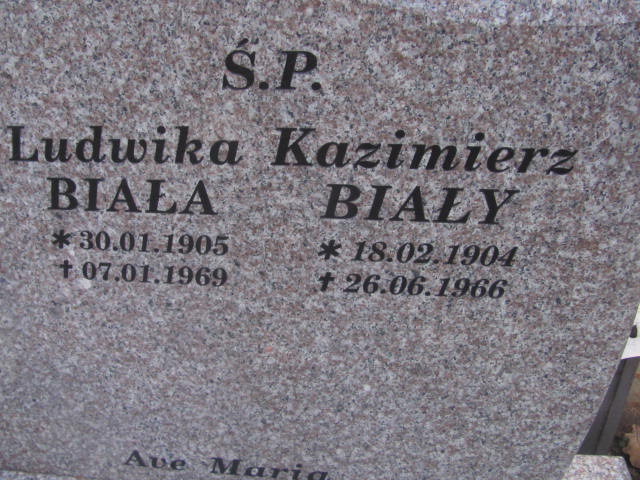 Ś.P.
Ludwika Kazimierz
BIAŁA BIAŁY
* 30.01.1905 * 18.02.1904
✝ 07.01.1969 ✝ 26.06.1966
Ave Maria